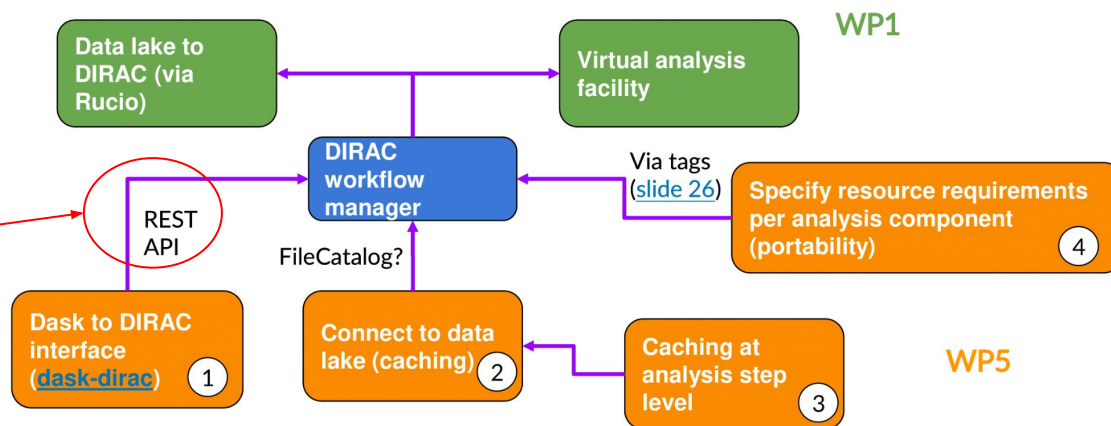 WP1
Data lake to
DIRAC (via
Rucio)
Virtual analysis
facility
DIRAC
workflow
manager
Via tags
(slide 26)
Specify resource requirements
per analysis component
(portability)
4
REST
API
FileCatalog?
Dask to DIRAC
interface
(dask-dirac)
1
Connect to data
lake (caching)
2
Caching at
analysis step
level
3
WP5